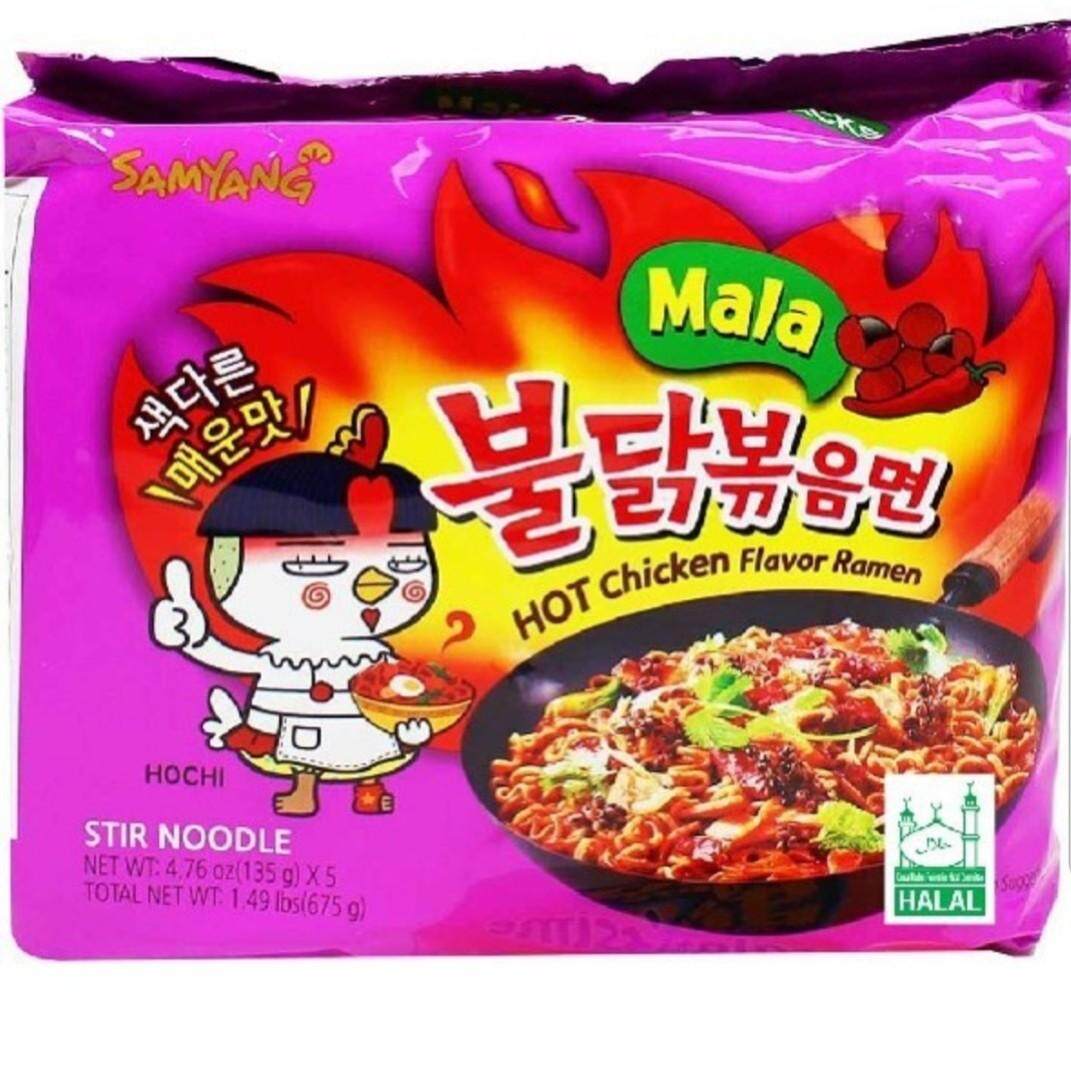 SAMYANG
Mala
색다른
매운맛
불닭볶음면
HOT Chicken Flavor Ramen
HOCHI
STIR NOODLE
NET WT: 4.76 oz(135 g) X 5
TOTAL NET WT: 1.49 lbs(675 g)
HALAL